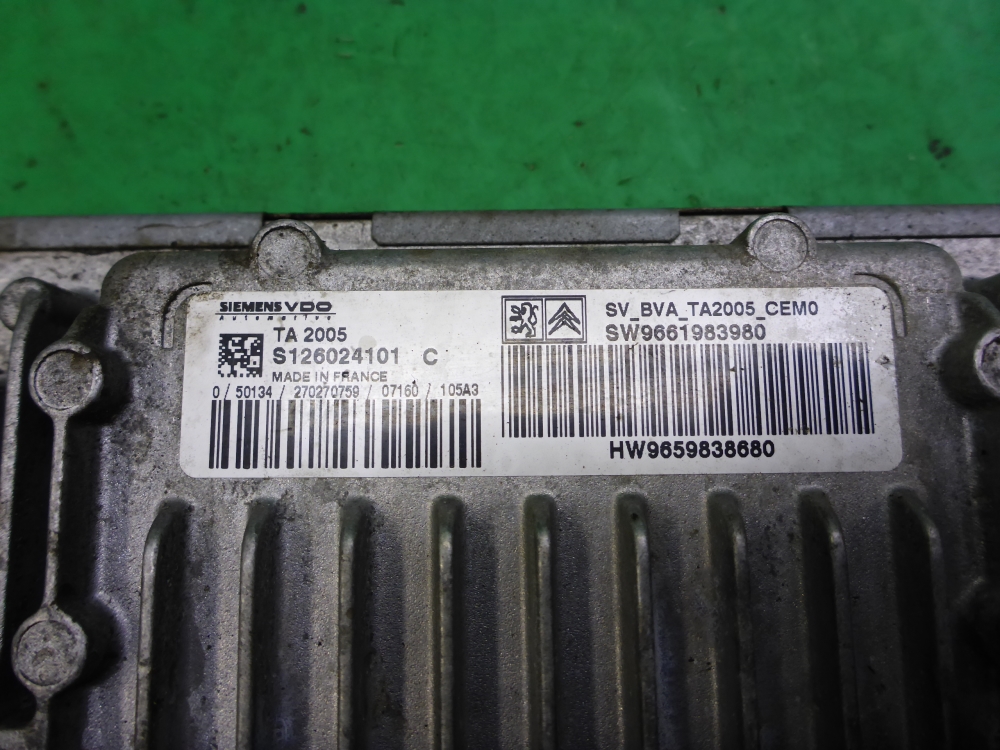 SIEMENS VDO
Automotive
TA 2005
S126024101 C
MADE IN FRANCE
0 / 50134 / 270270759 / 07160 / 105A3
SV_BVA_TA2005_CEM0
SW9661983980
HW9659838680